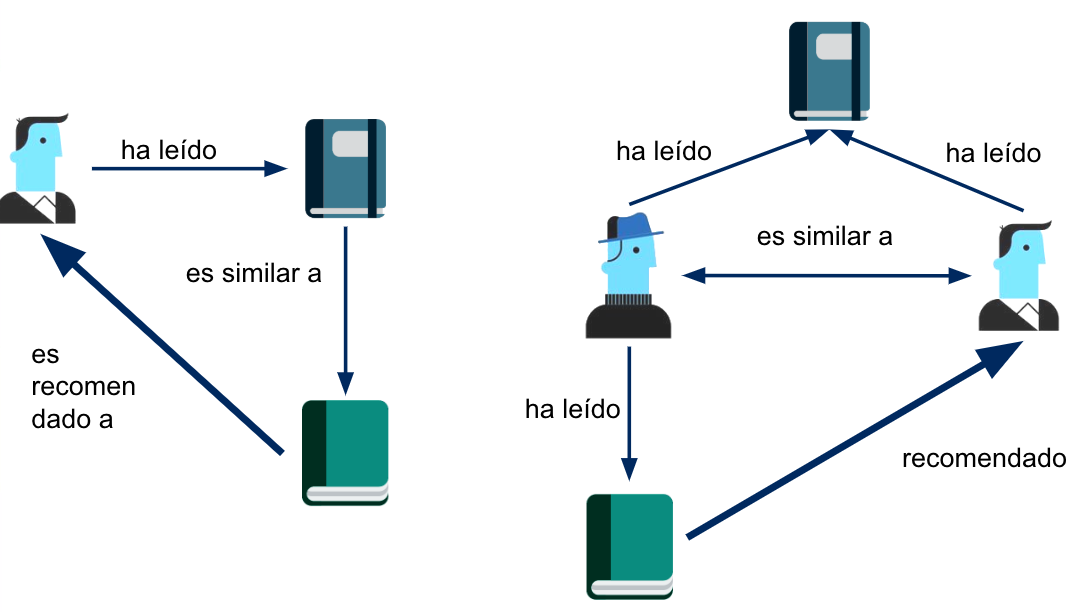 ha leído
es similar a
es
recomen
dado a
ha leído
ha leído
es similar a
ha leído
recomendado